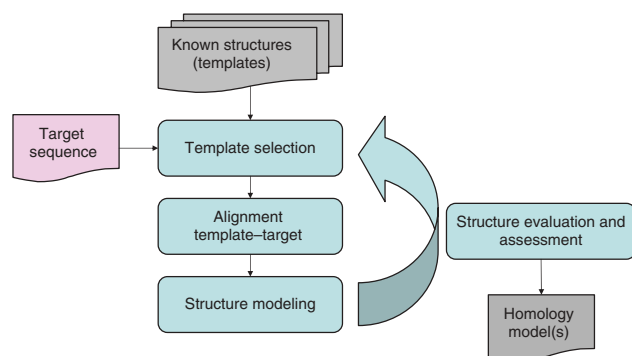 Known structures
(templates)
Target
sequence
Template selection
Alignment
template–target
Structure modeling
Structure evaluation and
assessment
Homology
model(s)